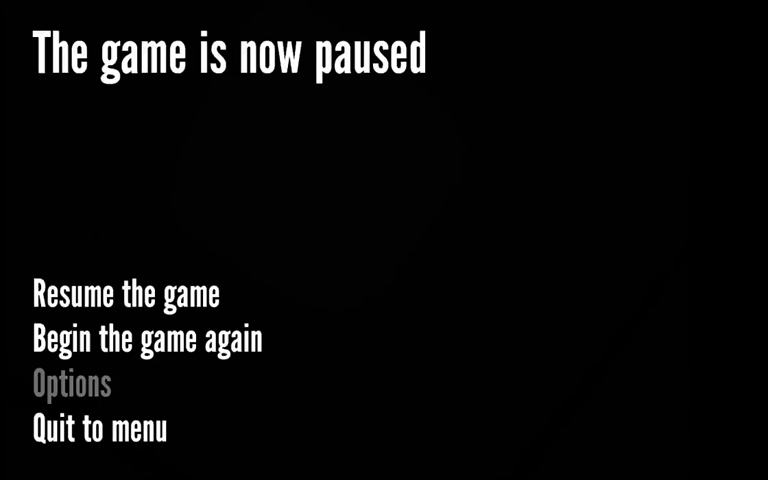 The game is now paused
Resume the game
Begin the game again
Options
Quit to menu